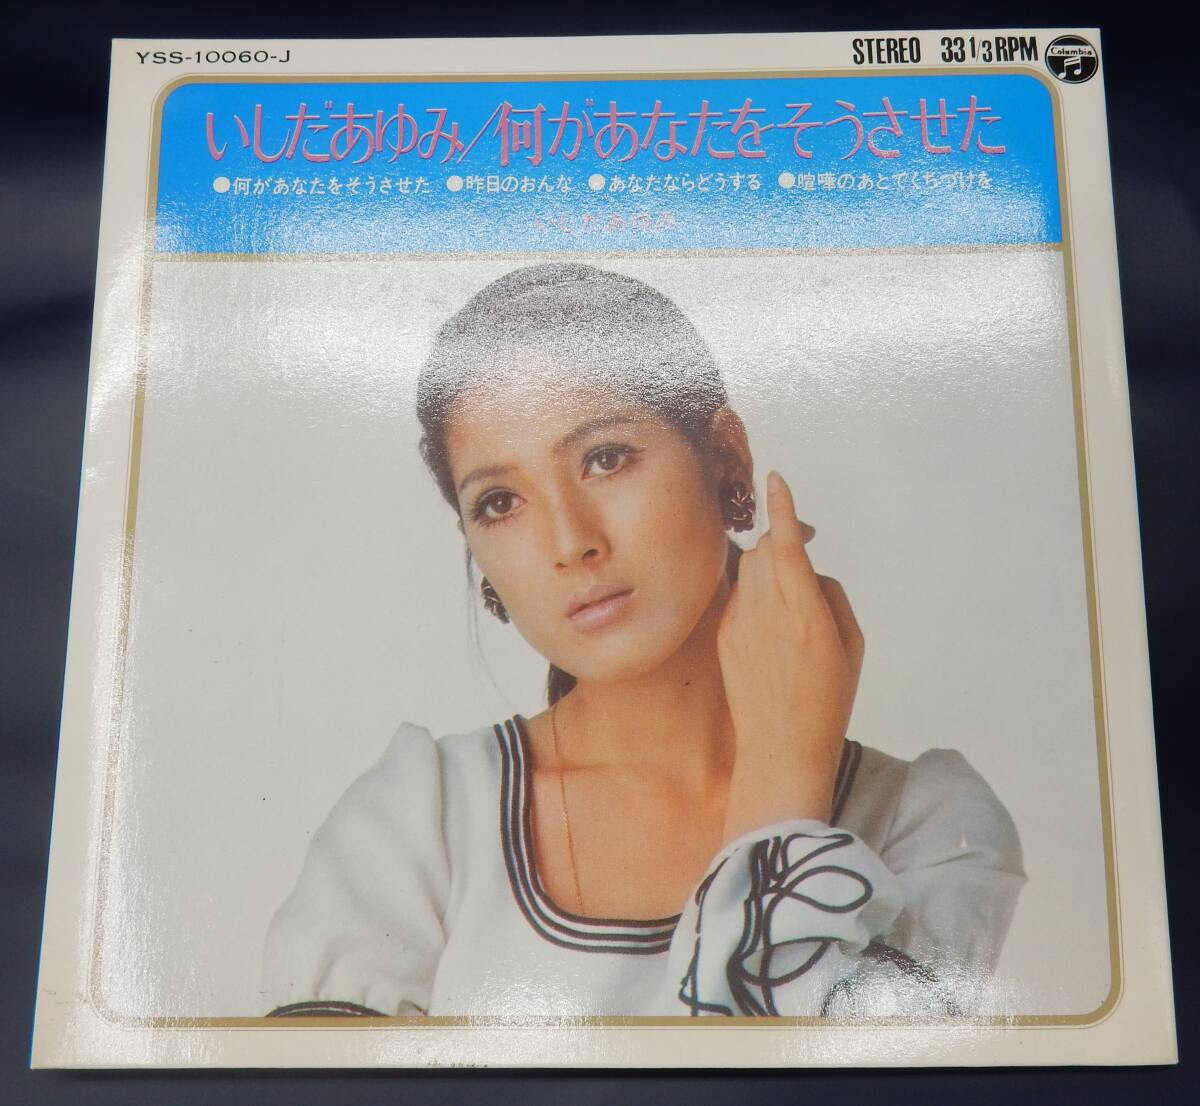 YSS-10060-J
STEREO 33 1/3 RPM
Columbia
いしだあゆみ/何があなたをそうさせた
●何があなたをそうさせた ●昨日のおんな ●あなたならどうする ●喧嘩のあとでくちづけを
いしだあゆみ